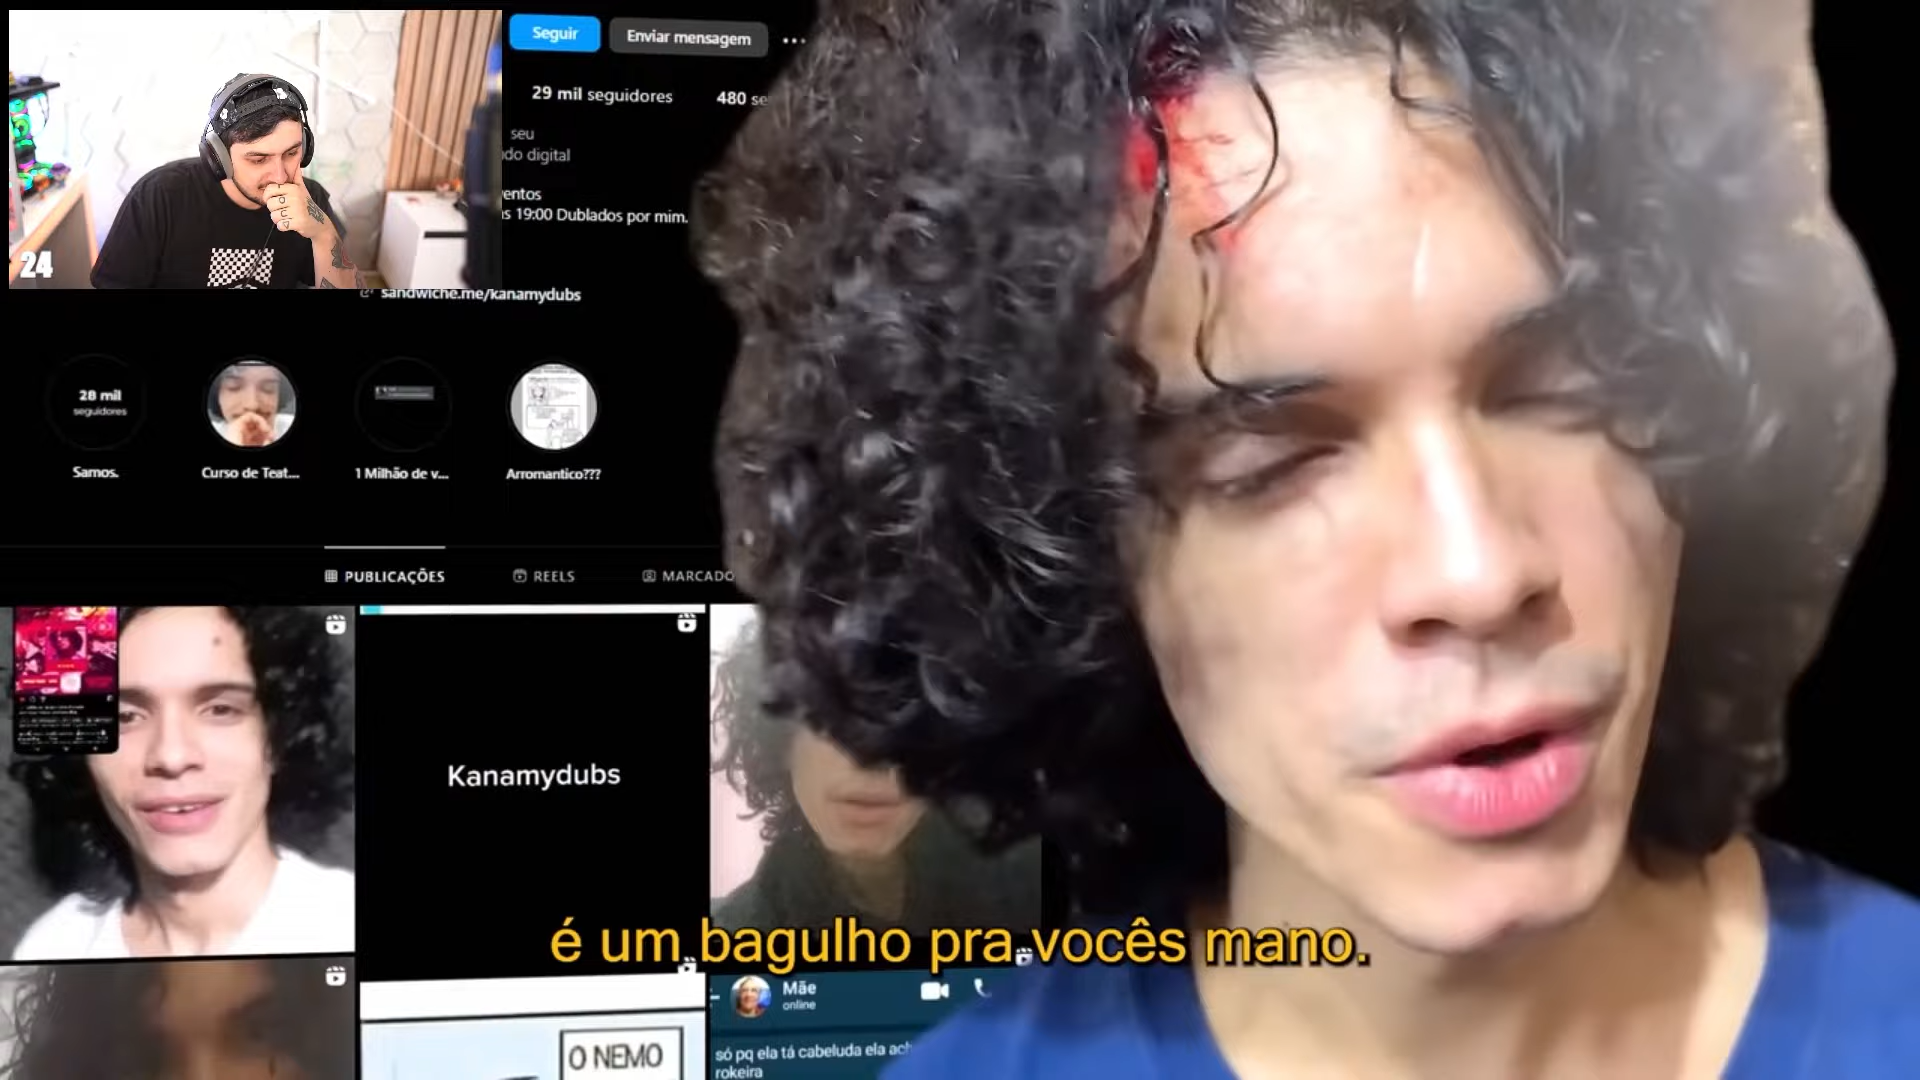 Seguir
Enviar mensagem
29 mil seguidores
480 se
seu
do digital
entos
s 19:00 Dublados por mim.
24
sandwiche.me/kanamydubs
28 mil
seguidores
Samos.
Curso de Teat...
1 Milhão de v...
Arromantico???
PUBLICAÇÕES
REELS
MARCADO
Kanamydubs
é um bagulho pra vocês mano.
Mãe
online
O NEMO
só pq ela tá cabeluda ela ach
rokeira